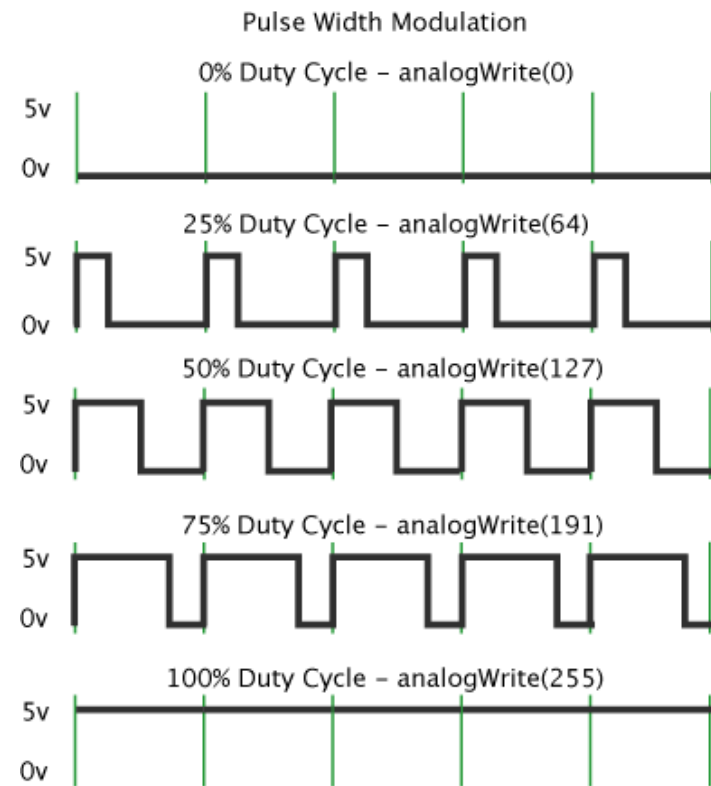 Pulse Width Modulation
0% Duty Cycle – analogWrite(0)
5v
0v
25% Duty Cycle – analogWrite(64)
5v
0v
50% Duty Cycle – analogWrite(127)
5v
0v
75% Duty Cycle – analogWrite(191)
5v
0v
100% Duty Cycle – analogWrite(255)
5v
0v